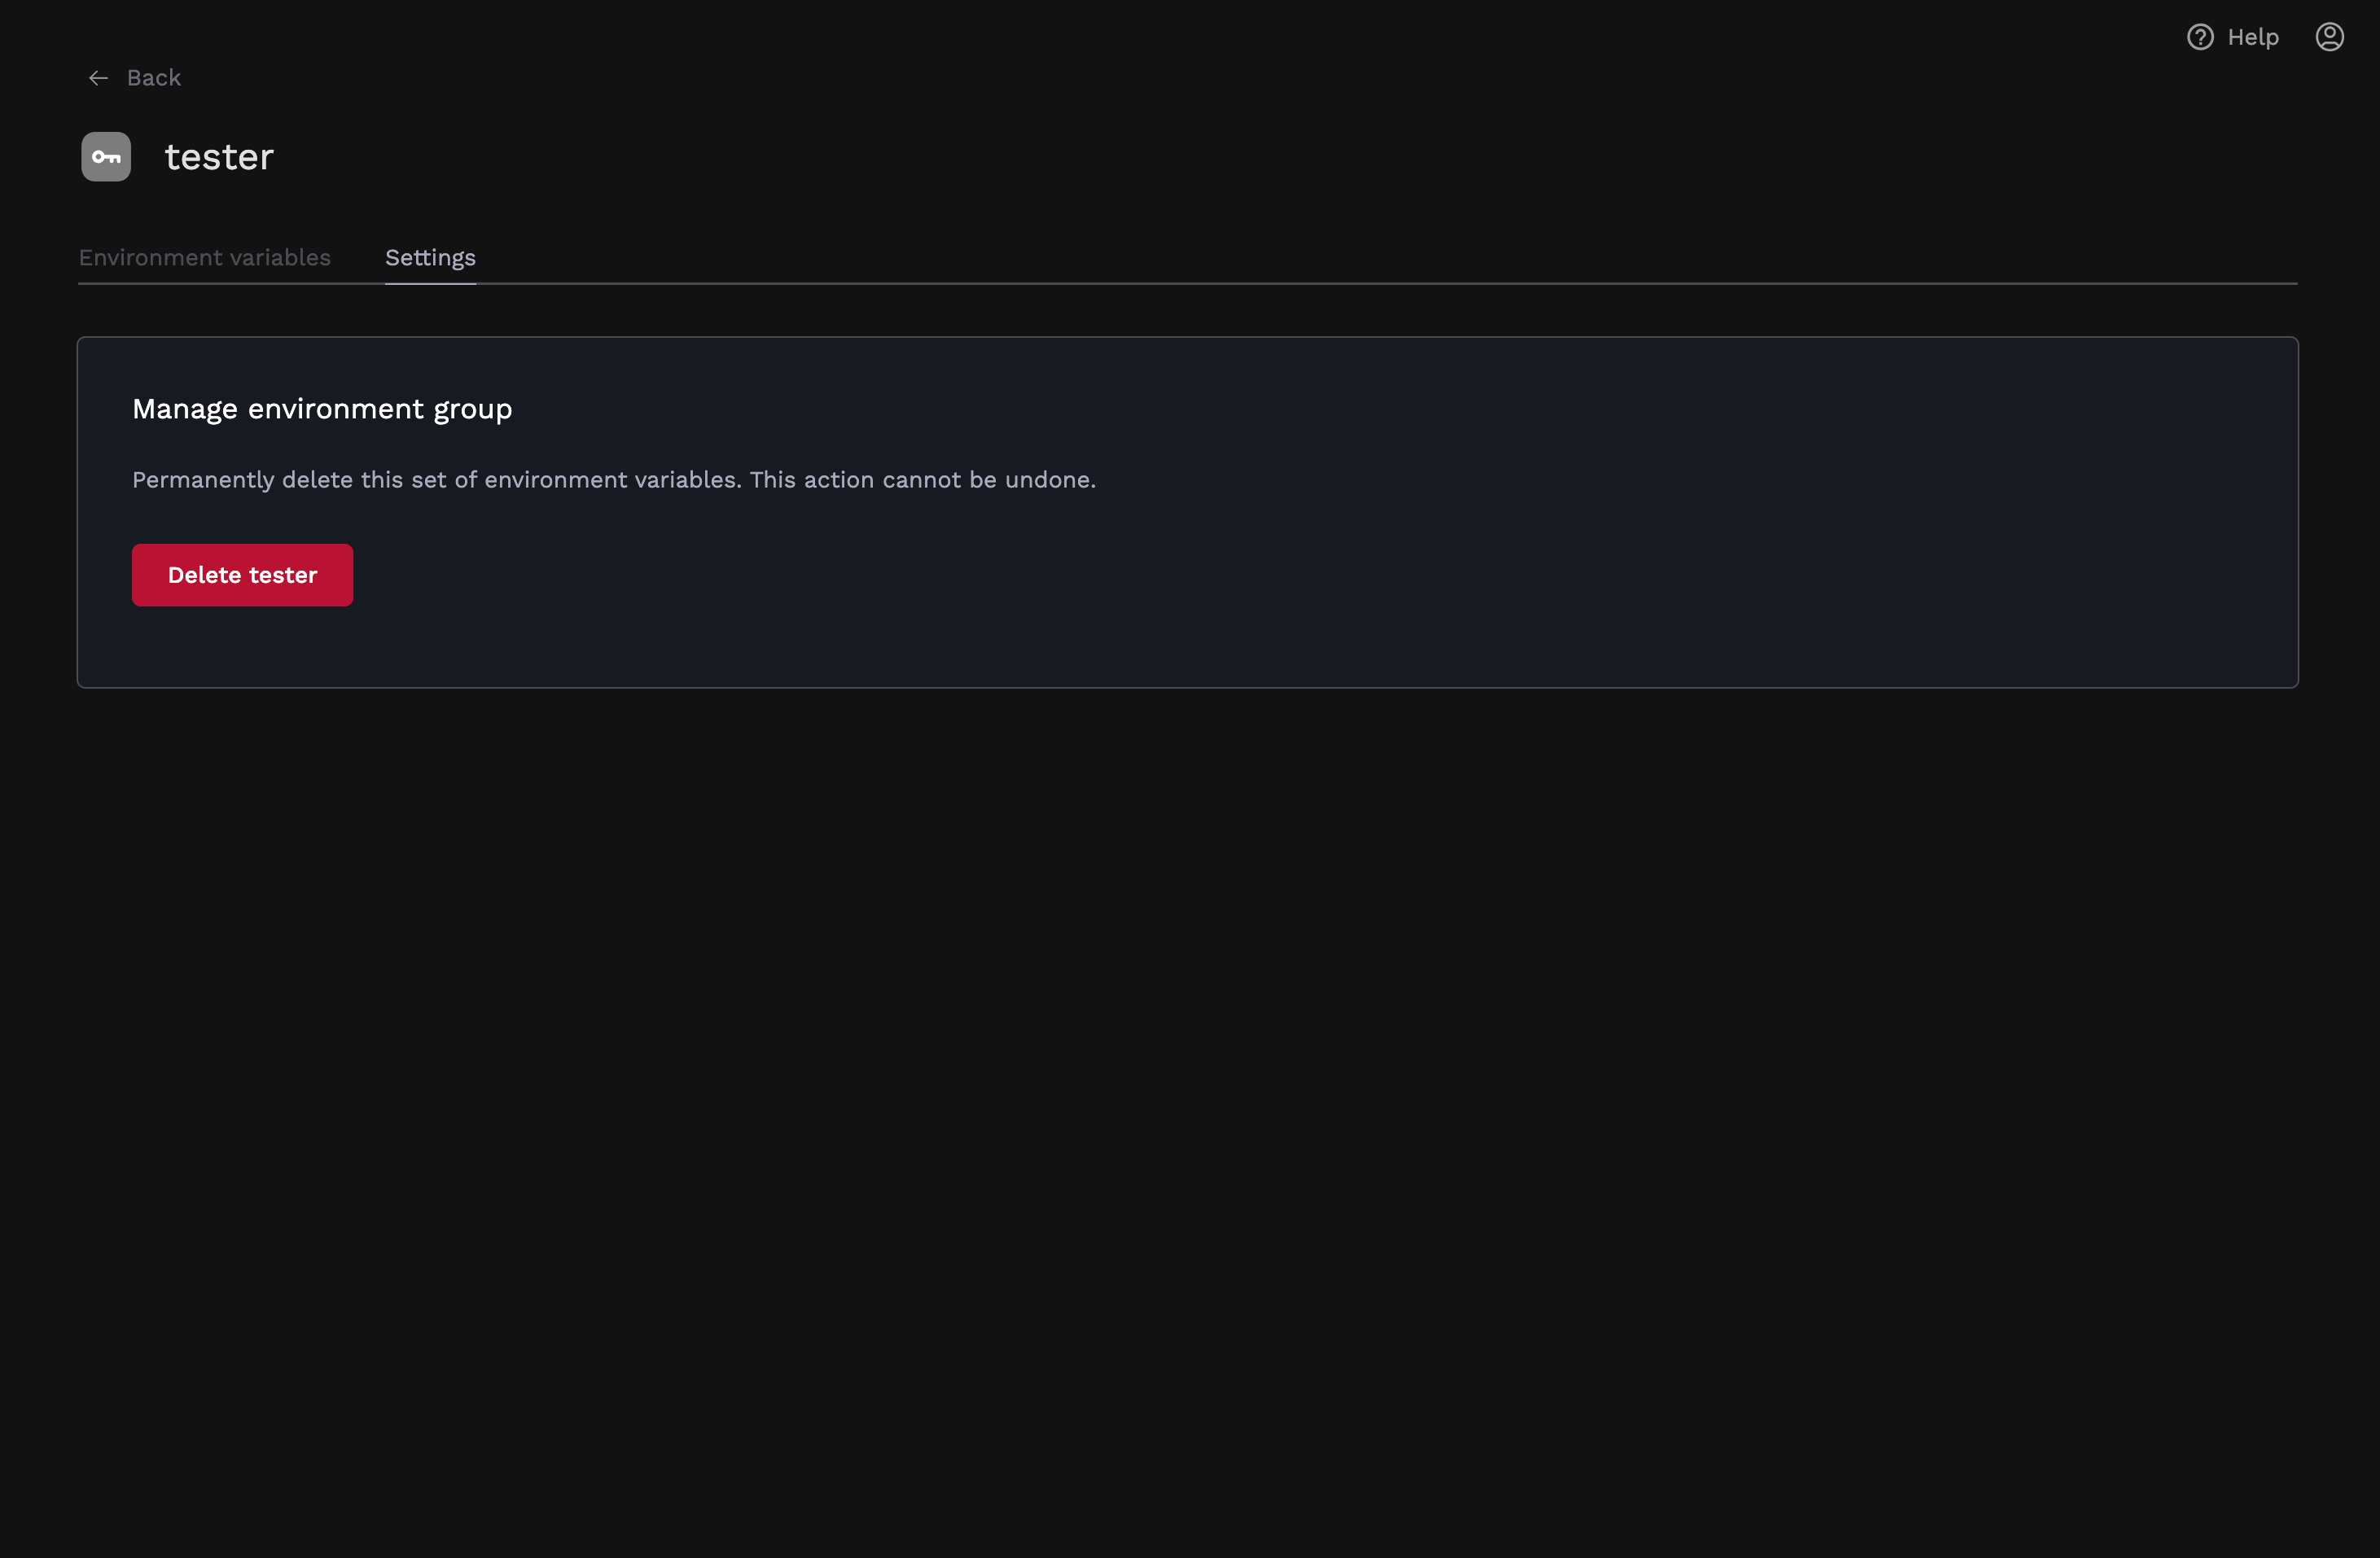 Help
Back
tester
Environment variables Settings
Manage environment group
Permanently delete this set of environment variables. This action cannot be undone.
Delete tester